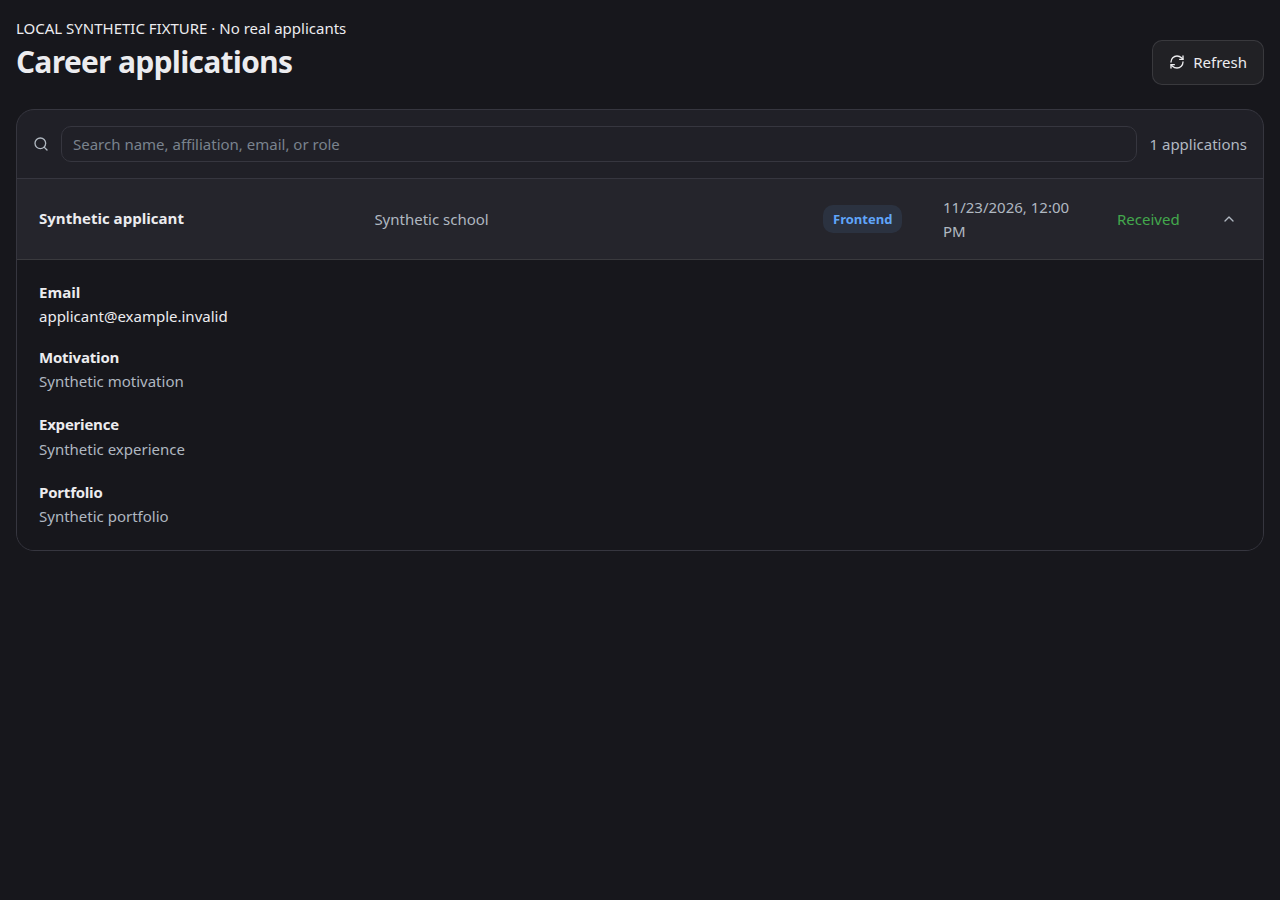 LOCAL SYNTHETIC FIXTURE · No real applicants
Career applications
Refresh
Search name, affiliation, email, or role
1 applications
Synthetic applicant
Synthetic school
Frontend
11/23/2026, 12:00
PM
Received
Email
applicant@example.invalid
Motivation
Synthetic motivation
Experience
Synthetic experience
Portfolio
Synthetic portfolio